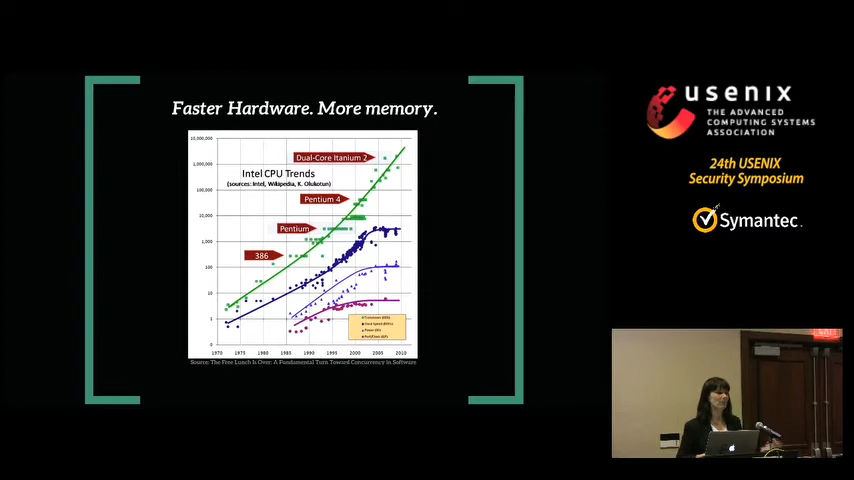 Faster Hardware. More memory.
10,000,000
1,000,000
100,000
10,000
1,000
100
10
1
0
Intel CPU Trends
(sources: Intel, Wikipedia, K. Olukotun)
Dual-Core Itanium 2
Pentium 4
Pentium
386
1970 1975 1980 1985 1990 1995 2000 2005 2010
Source: The Free Lunch Is Over: A Fundamental Turn Toward Concurrency in Software
usenix
THE ADVANCED
COMPUTING SYSTEMS
ASSOCIATION
24th USENIX
Security Symposium
Symantec.